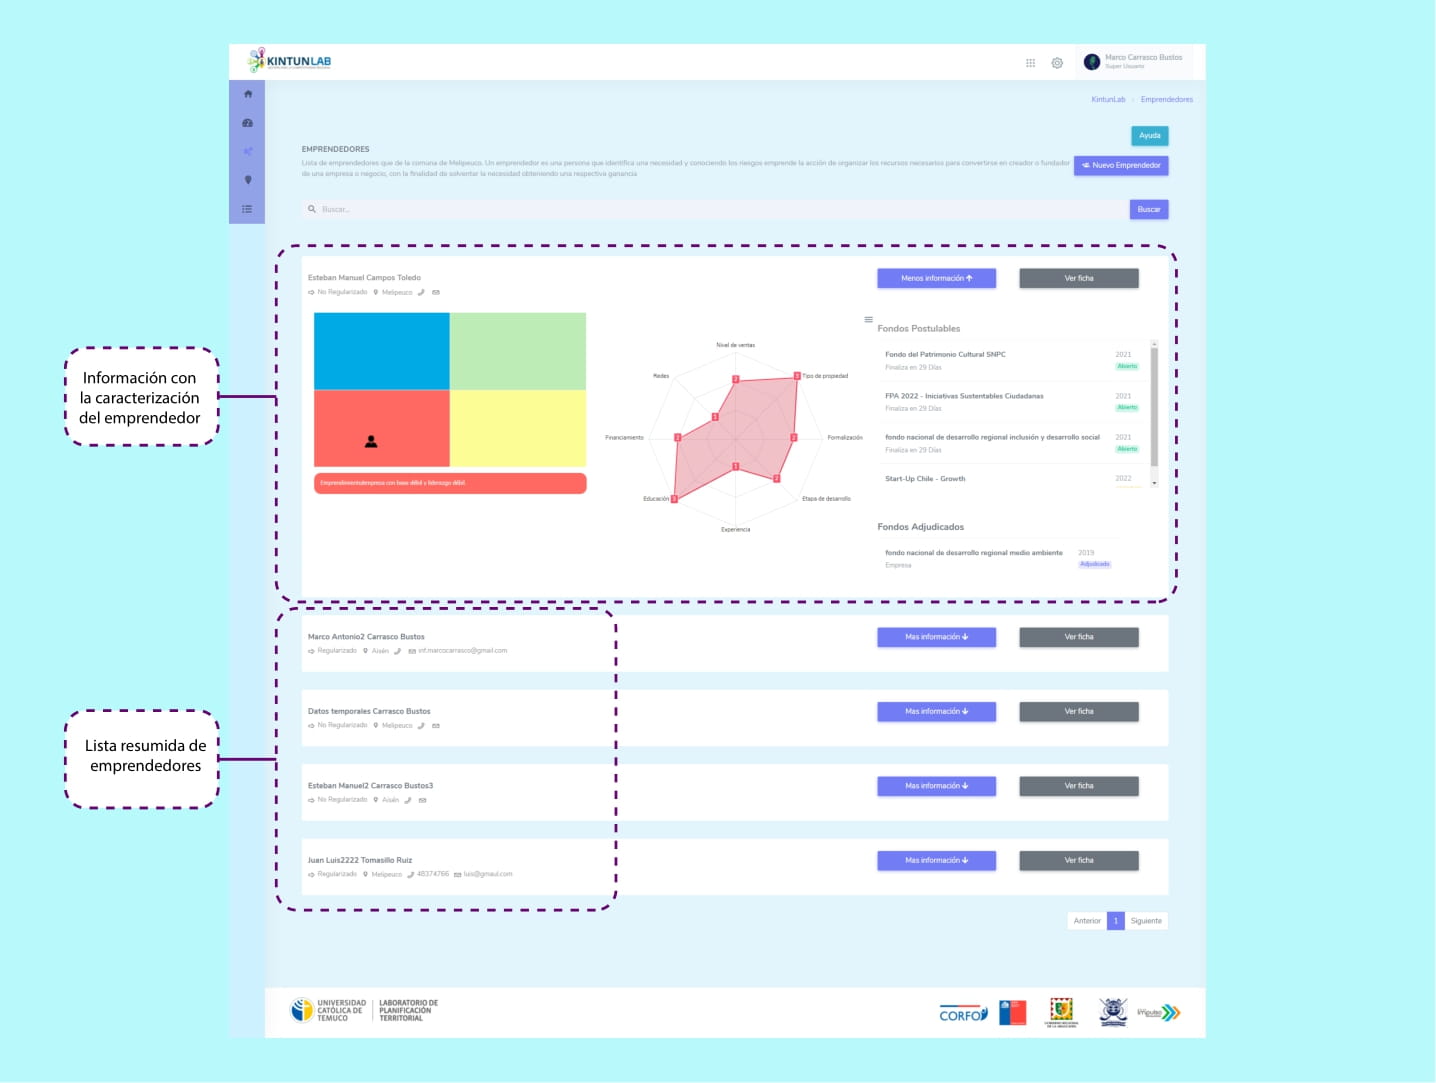 KINTUNLAB
Marco Carrasco Bustos
Super Usuario
KintunLab › Emprendedores
Ayuda
EMPRENDEDORES
Lista de emprendedores que de la comuna de Melipeuco. Un emprendedor es una persona que identifica una necesidad y conociendo los riesgos emprende la acción de organizar los recursos necesarios para convertirse en creador o fundador
de una empresa o negocio, con la finalidad de solventar la necesidad obteniendo una respectiva ganancia
Nuevo Emprendedor
Buscar...
Buscar
Información con
la caracterización
del emprendedor
Esteban Manuel Campos Toledo
No Regularizado Melipeuco
Menos información
Ver ficha
Emprendimiento/empresa con base débil y liderazgo débil.
Nivel de ventas
Tipo de propiedad
Formalización
Etapa de desarrollo
Experiencia
Educación
Financiamiento
Redes
2
3
2
2
1
3
2
1
Fondos Postulables
Fondo del Patrimonio Cultural SNPC 2021
Finaliza en 29 Días Abierto
FPA 2022 - Iniciativas Sustentables Ciudadanas 2021
Finaliza en 29 Días Abierto
fondo nacional de desarrollo regional inclusión y desarrollo social 2021
Finaliza en 29 Días Abierto
Start-Up Chile - Growth 2022
Fondos Adjudicados
fondo nacional de desarrollo regional medio ambiente 2019
Empresa Adjudicado
Lista resumida de
emprendedores
Marco Antonio2 Carrasco Bustos
Regularizado Aisén inf.marcocarrasco@gmail.com
Mas información
Ver ficha
Datos temporales Carrasco Bustos
No Regularizado Melipeuco
Mas información
Ver ficha
Esteban Manuel2 Carrasco Bustos3
No Regularizado Aisén
Mas información
Ver ficha
Juan Luis2222 Tomasillo Ruiz
Regularizado Melipeuco 48374766 luis@gmaul.com
Mas información
Ver ficha
Anterior 1 Siguiente
UNIVERSIDAD
CATÓLICA DE
TEMUCO
LABORATORIO DE
PLANIFICACIÓN
TERRITORIAL
CORFO
Impulso